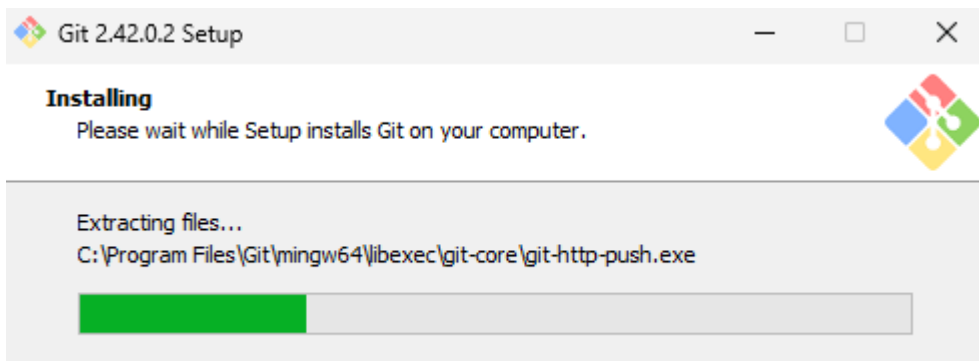 Git 2.42.0.2 Setup
Installing
Please wait while Setup installs Git on your computer.
Extracting files...
C:\Program Files\Git\mingw64\libexec\git-core\git-http-push.exe